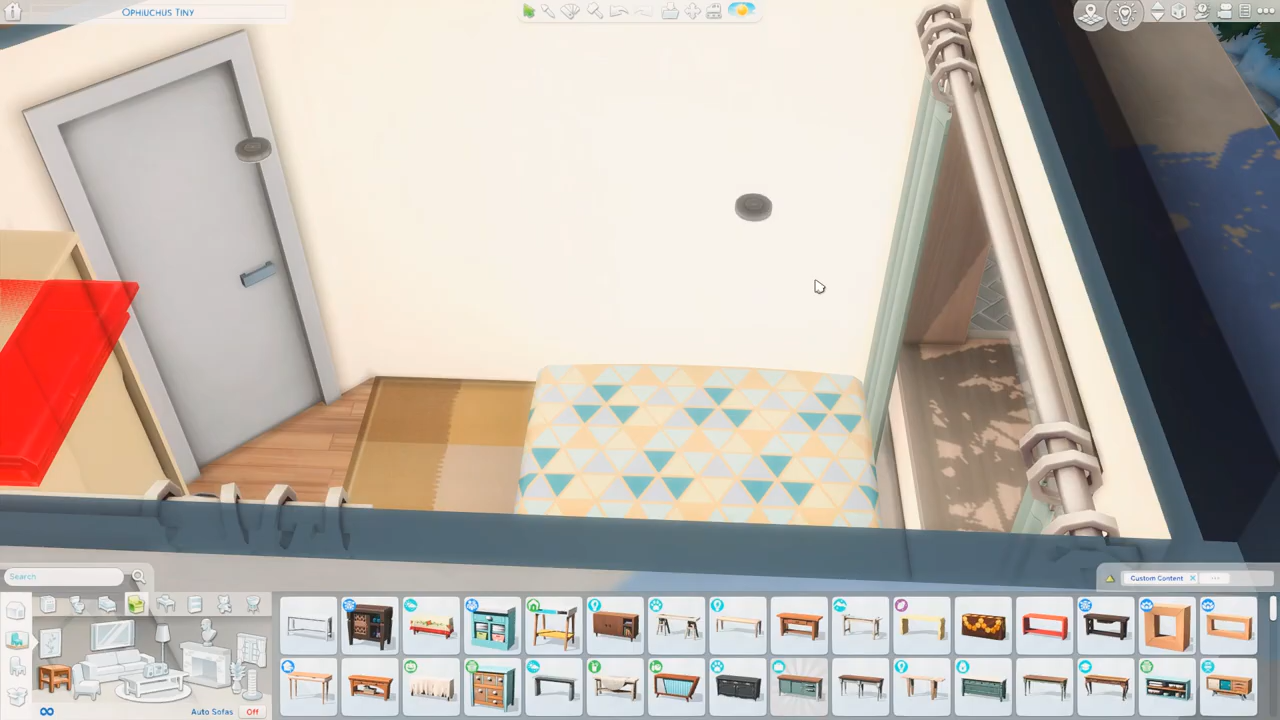 Ophiuchus Tiny
Search
Custom Content
Auto Sofas
Off